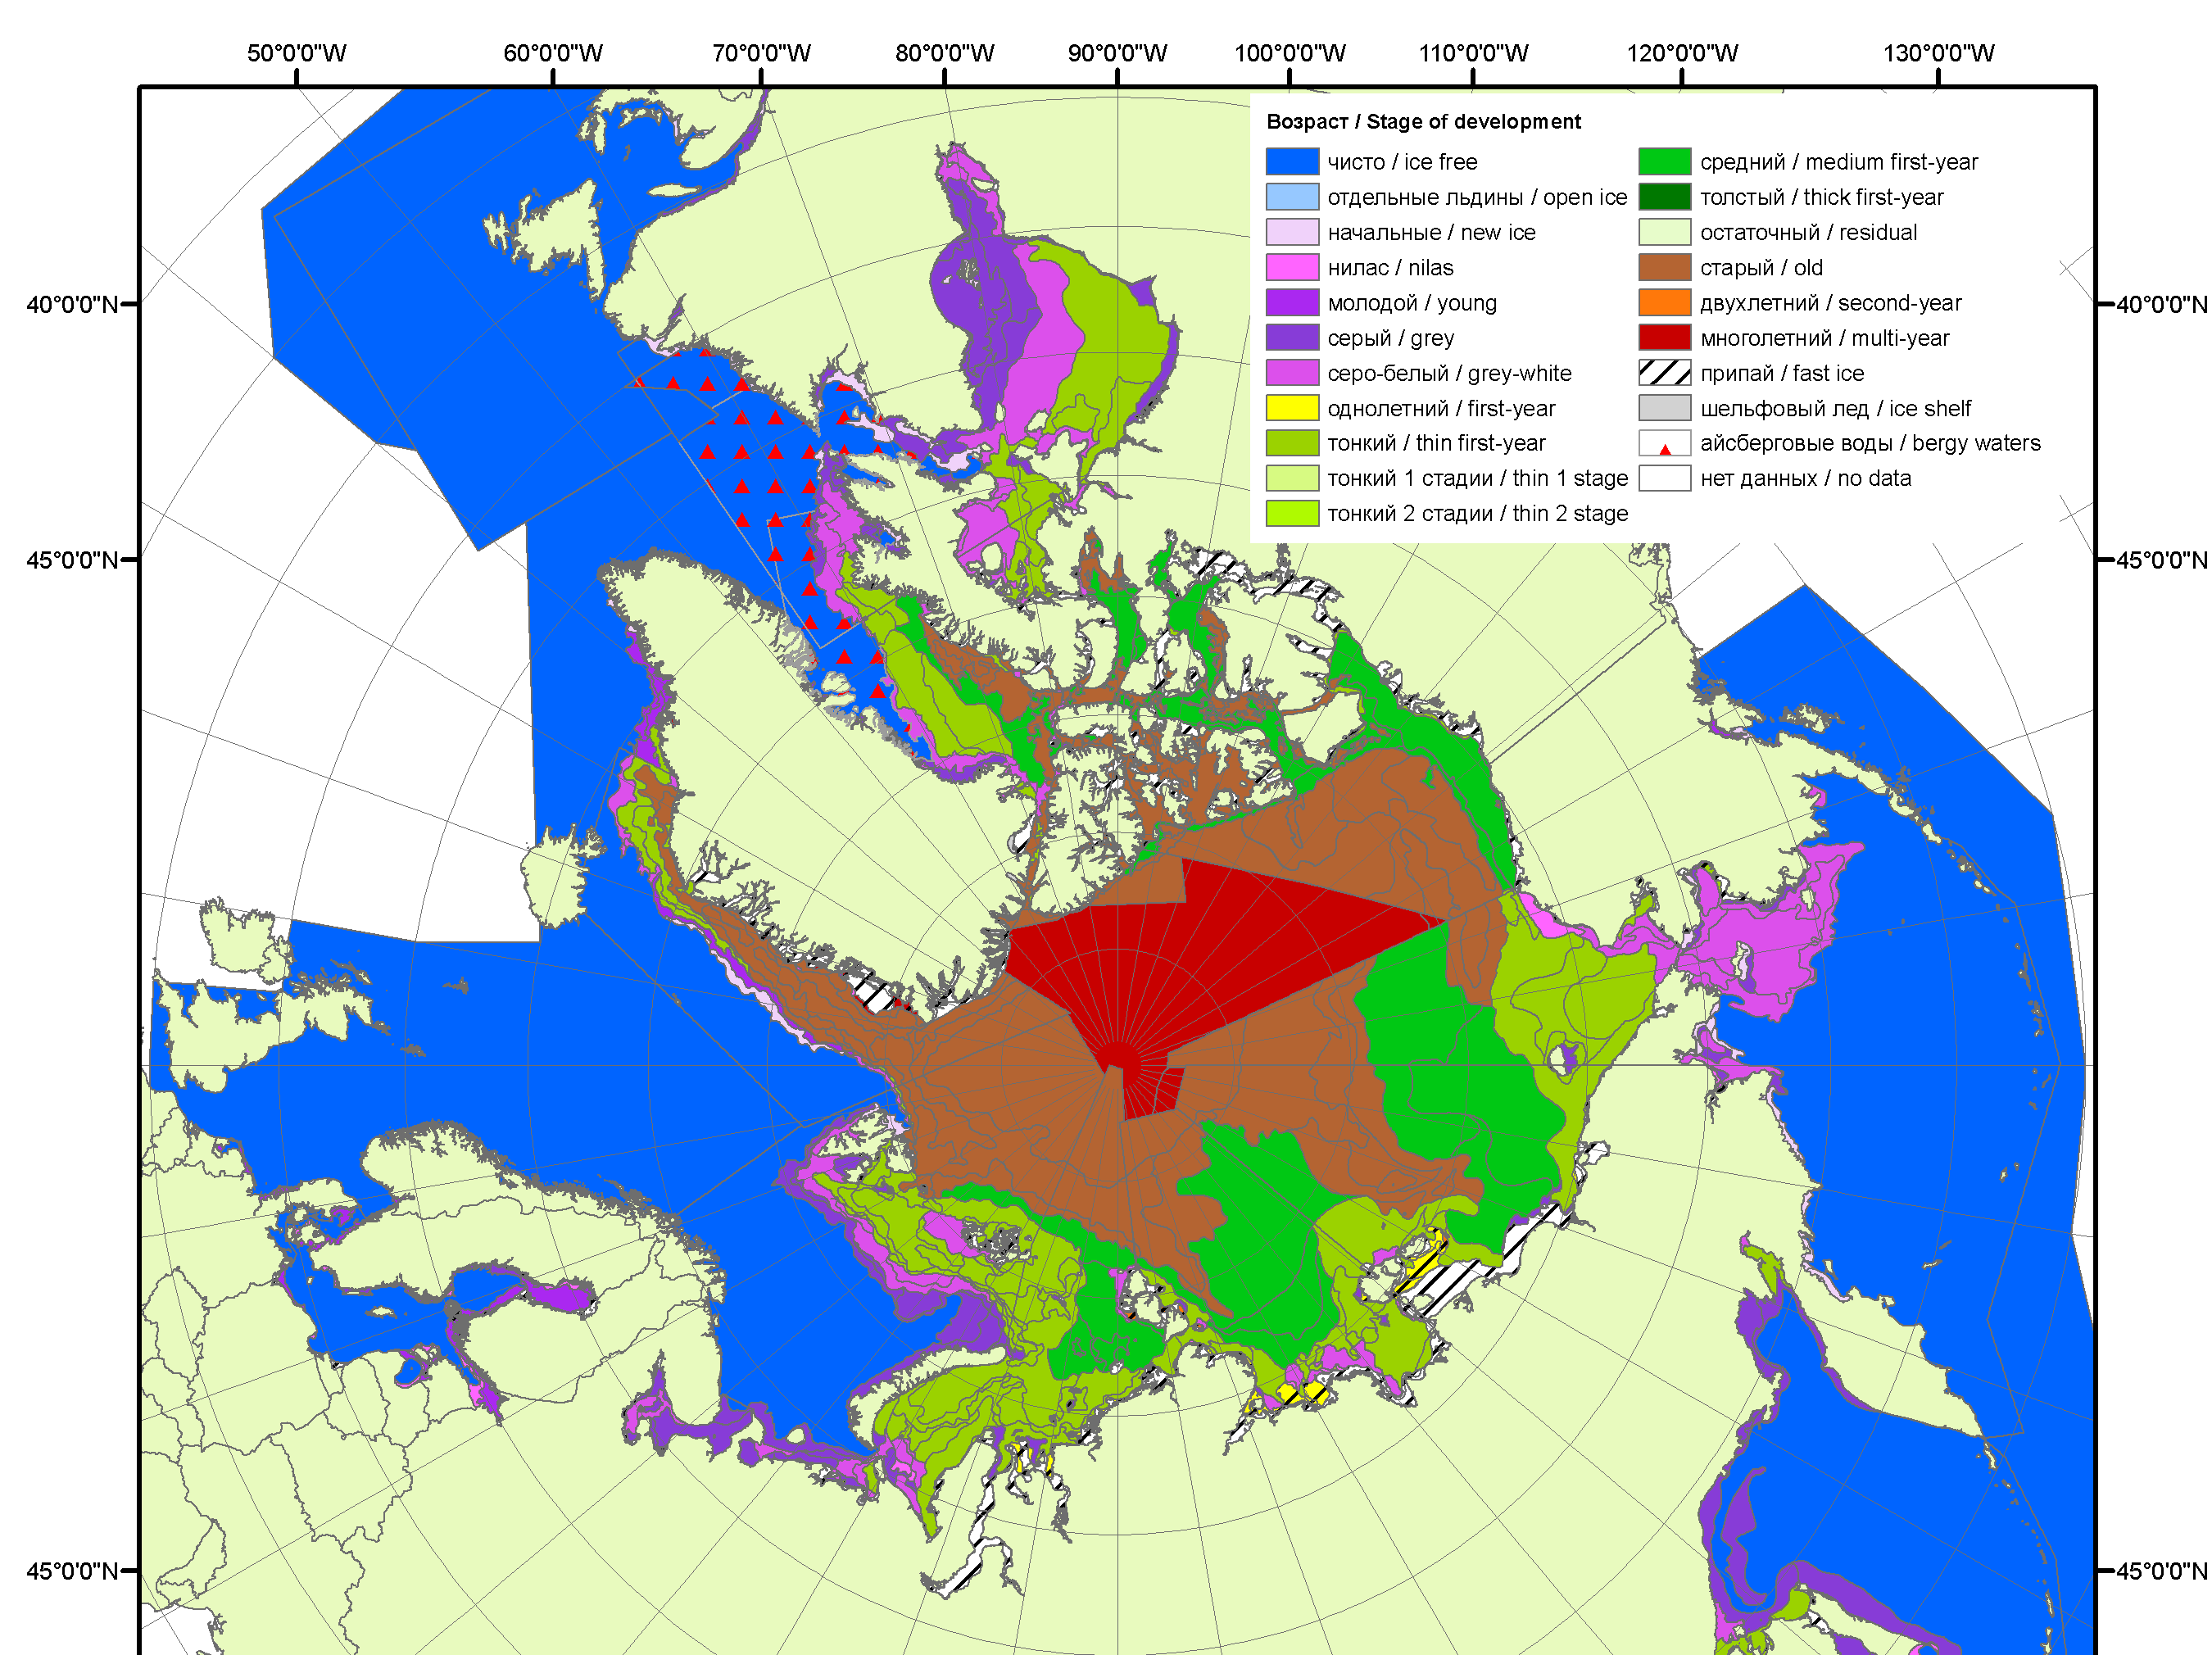 50°0'0"W 60°0'0"W 70°0'0"W 80°0'0"W 90°0'0"W 100°0'0"W 110°0'0"W 120°0'0"W 130°0'0"W
Возраст / Stage of development
чисто / ice free
отдельные льдины / open ice
начальные / new ice
нилас / nilas
молодой / young
серый / grey
серо-белый / grey-white
однолетний / first-year
тонкий / thin first-year
тонкий 1 стадии / thin 1 stage
тонкий 2 стадии / thin 2 stage
средний / medium first-year
толстый / thick first-year
остаточный / residual
старый / old
двухлетний / second-year
многолетний / multi-year
припай / fast ice
шельфовый лед / ice shelf
айсберговые воды / bergy waters
нет данных / no data
40°0'0"N 40°0'0"N
45°0'0"N 45°0'0"N
45°0'0"N 45°0'0"N